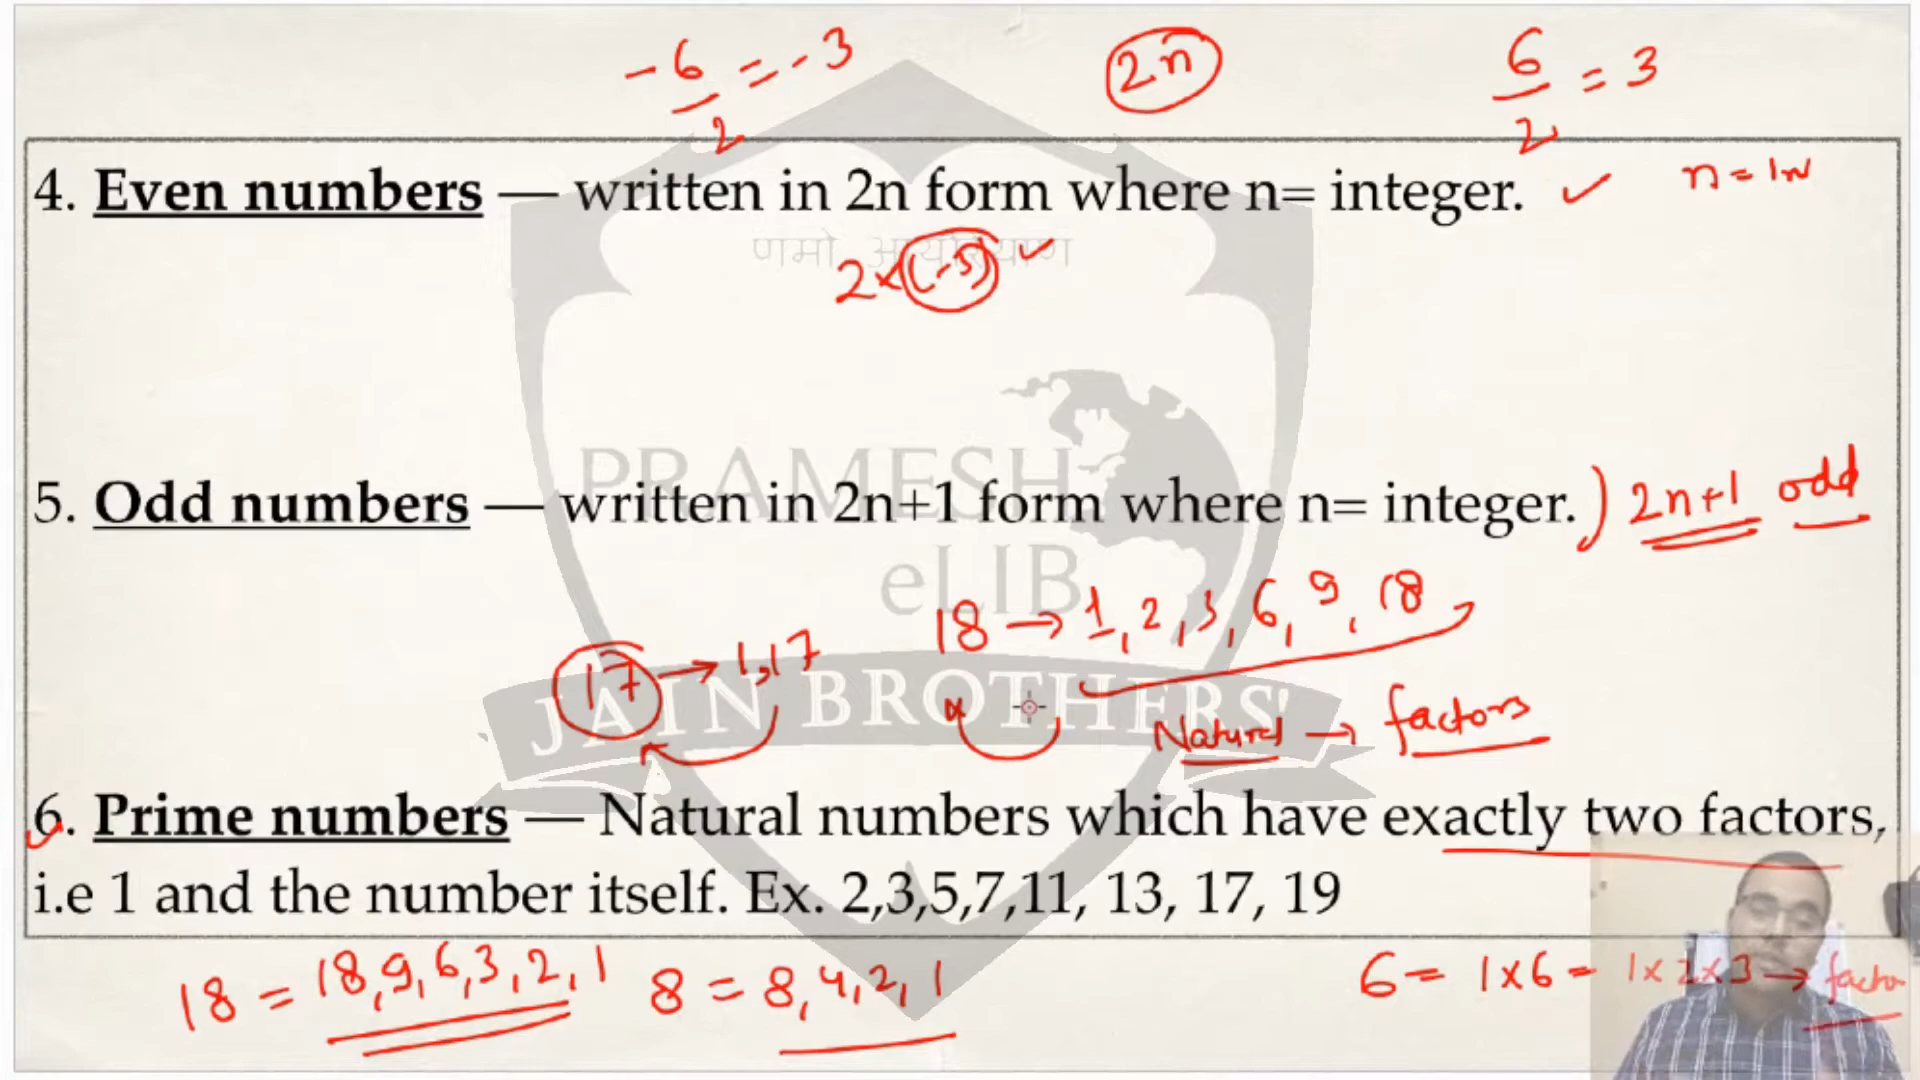 -6/2 = -3
2n
6/2 = 3
4. Even numbers — written in 2n form where n= integer.
n = In
णमो आयरियाण
2×(-3)
5. Odd numbers — written in 2n+1 form where n= integer.
2n+1 odd
PRAMESH
eLIB
18 → 1, 2, 3, 6, 9, 18
17 → 1, 17
JAIN BROTHERS'
Natural → factors
6. Prime numbers — Natural numbers which have exactly two factors,
i.e 1 and the number itself. Ex. 2,3,5,7,11, 13, 17, 19
18 = 18, 9, 6, 3, 2, 1
8 = 8, 4, 2, 1
6 = 1×6 = 1×2×3 → factor